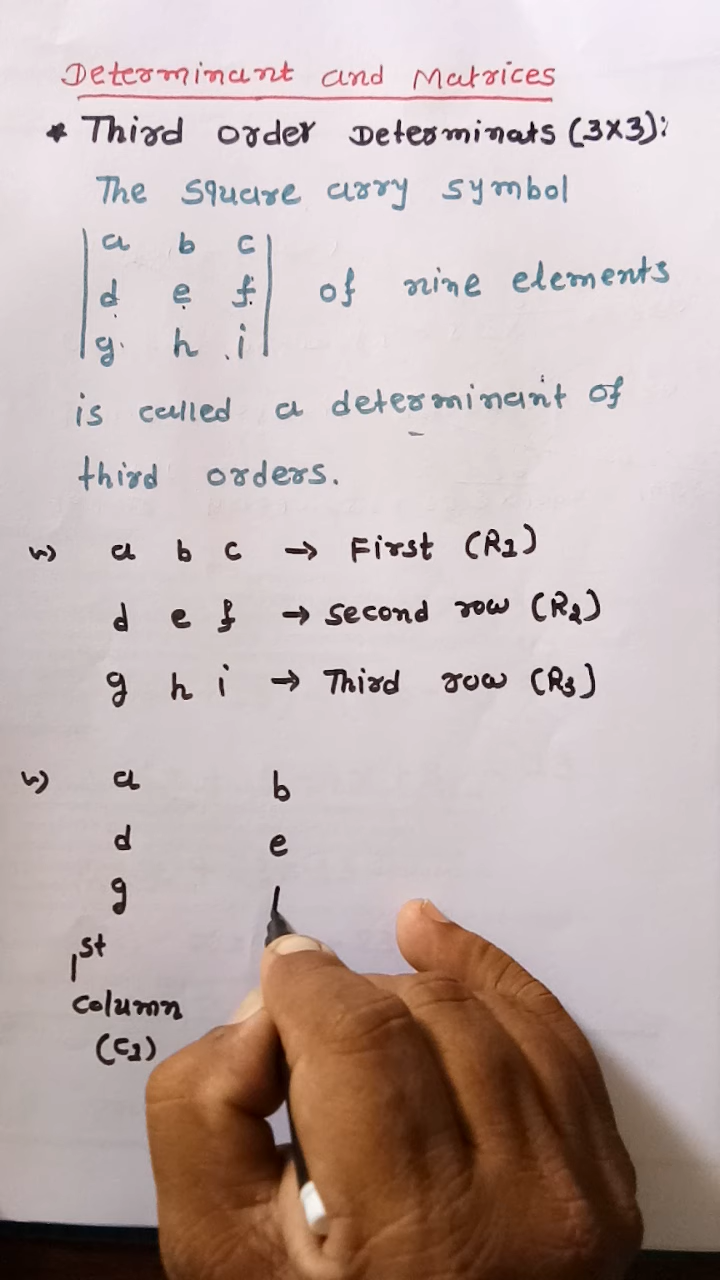 Determinant and Matrices
* Third order Determinats (3X3):
The square arry symbol
a b c
d e f of nine elements
g h i
is called a determinant of
third orders.
a b c → First (R1)
d e f → second row (R2)
g h i → Third row (R3)
a b
d e
g
1st
column
(C1)